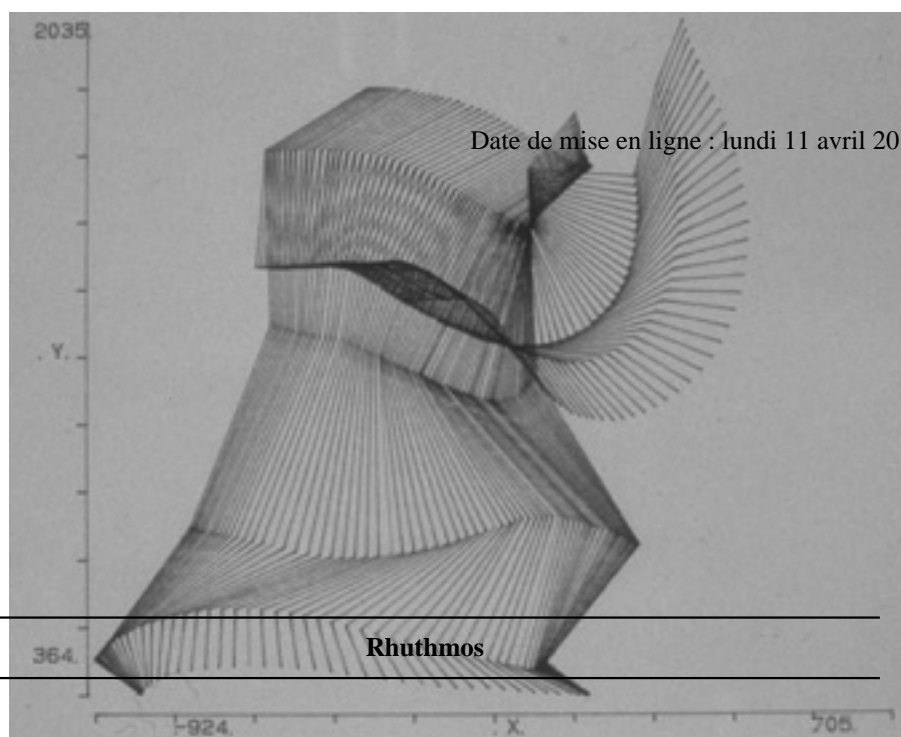 2035
Date de mise en ligne : lundi 11 avril 20
. Y.
Rhuthmos
364.
-924. . X. 705.